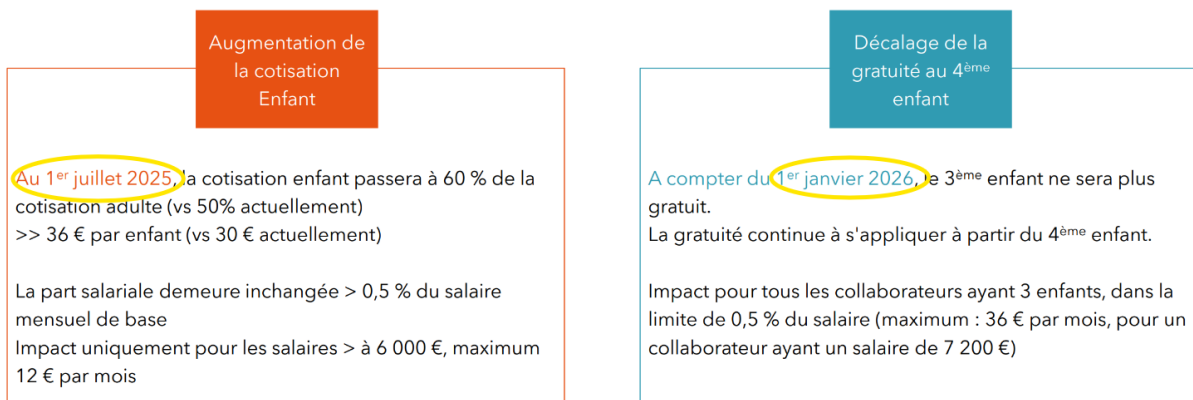 Augmentation de
la cotisation
Enfant
Au 1er juillet 2025, la cotisation enfant passera à 60 % de la
cotisation adulte (vs 50% actuellement)
>> 36 € par enfant (vs 30 € actuellement)
La part salariale demeure inchangée > 0,5 % du salaire
mensuel de base
Impact uniquement pour les salaires > à 6 000 €, maximum
12 € par mois
Décalage de la
gratuité au 4ème
enfant
A compter du 1er janvier 2026, le 3ème enfant ne sera plus
gratuit.
La gratuité continue à s'appliquer à partir du 4ème enfant.
Impact pour tous les collaborateurs ayant 3 enfants, dans la
limite de 0,5 % du salaire (maximum : 36 € par mois, pour un
collaborateur ayant un salaire de 7 200 €)